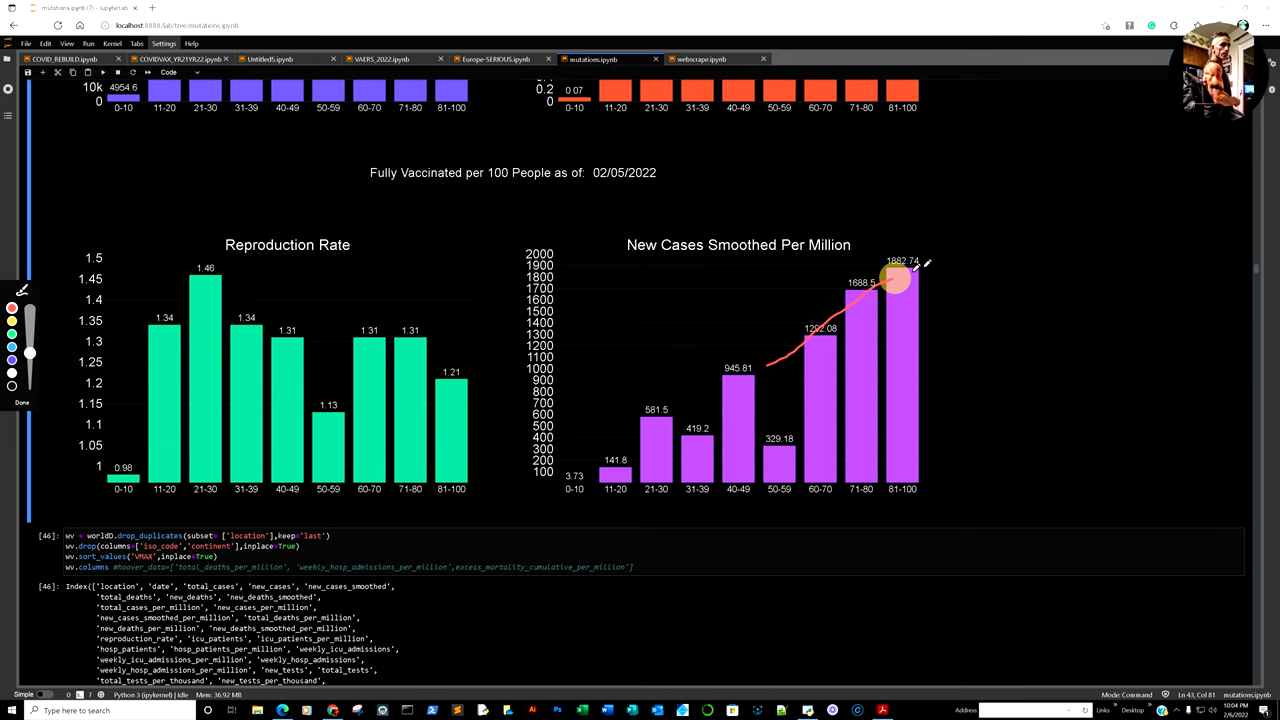 mutations.ipynb (7) - JupyterLab
localhost:8888/lab/tree/mutations.ipynb
File Edit View Run Kernel Tabs Settings Help
COVID_REBUILD.ipynb COVIDVAX_YR21YR22.ipynb Untitled5.ipynb VAERS_2022.ipynb Europe-SERIOUS.ipynb mutations.ipynb webscrape.ipynb
Code
10k 4954.6 0.2 0.07
0 0
0-10 11-20 21-30 31-39 40-49 50-59 60-70 71-80 81-100 0-10 11-20 21-30 31-39 40-49 50-59 60-70 71-80 81-100
Fully Vaccinated per 100 People as of: 02/05/2022
Reproduction Rate
1.5
1.45
1.4
1.35
1.3
1.25
1.2
1.15
1.1
1.05
1
0.98 1.34 1.46 1.34 1.31 1.13 1.31 1.31 1.21
0-10 11-20 21-30 31-39 40-49 50-59 60-70 71-80 81-100
New Cases Smoothed Per Million
2000
1900
1800
1700
1600
1500
1400
1300
1200
1100
1000
900
800
700
600
500
400
300
200
100
3.73 141.8 581.5 419.2 945.81 329.18 1292.08 1688.5 1882.74
0-10 11-20 21-30 31-39 40-49 50-59 60-70 71-80 81-100
Done
[46]: wv = worldD.drop_duplicates(subset= ['location'],keep='last')
wv.drop(columns=['iso_code','continent'],inplace=True)
wv.sort_values('VMAX',inplace=True)
wv.columns #hoover_data=['total_deaths_per_million', 'weekly_hosp_admissions_per_million',excess_mortality_cumulative_per_million']
[46]: Index(['location', 'date', 'total_cases', 'new_cases', 'new_cases_smoothed',
'total_deaths', 'new_deaths', 'new_deaths_smoothed',
'total_cases_per_million', 'new_cases_per_million',
'new_cases_smoothed_per_million', 'total_deaths_per_million',
'new_deaths_per_million', 'new_deaths_smoothed_per_million',
'reproduction_rate', 'icu_patients', 'icu_patients_per_million',
'hosp_patients', 'hosp_patients_per_million', 'weekly_icu_admissions',
'weekly_icu_admissions_per_million', 'weekly_hosp_admissions',
'weekly_hosp_admissions_per_million', 'new_tests', 'total_tests',
'total_tests_per_thousand', 'new_tests_per_thousand',
Simple 0 7 Python 3 (ipykernel) | Idle Mem: 36.92 MB Mode: Command Ln 43, Col 81 mutations.ipynb
Type here to search Address Links Desktop 10:04 PM
2/6/2022